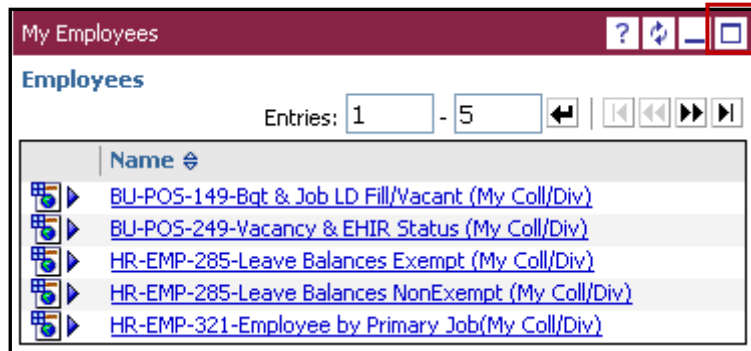 My Employees ?
Employees
Entries: 1 - 5
Name
BU-POS-149-Bgt & Job LD Fill/Vacant (My Coll/Div)
BU-POS-249-Vacancy & EHIR Status (My Coll/Div)
HR-EMP-285-Leave Balances Exempt (My Coll/Div)
HR-EMP-285-Leave Balances NonExempt (My Coll/Div)
HR-EMP-321-Employee by Primary Job(My Coll/Div)